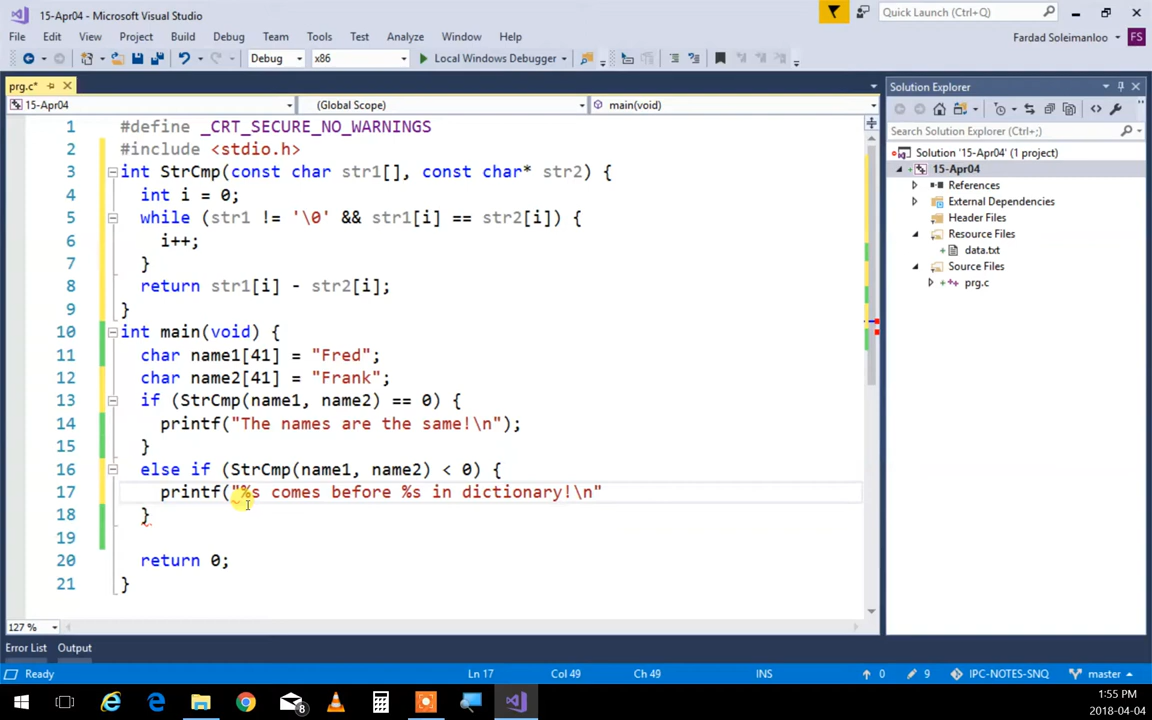 15-Apr04 - Microsoft Visual Studio
Quick Launch (Ctrl+Q)
File Edit View Project Build Debug Team Tools Test Analyze Window Help
Fardad Soleimanloo FS
Debug x86 Local Windows Debugger
prg.c*
Solution Explorer
15-Apr04 (Global Scope) main(void)
Search Solution Explorer (Ctrl+;)
Solution '15-Apr04' (1 project)
15-Apr04
References
External Dependencies
Header Files
Resource Files
data.txt
Source Files
prg.c
1 #define _CRT_SECURE_NO_WARNINGS
2 #include <stdio.h>
3 int StrCmp(const char str1[], const char* str2) {
4 int i = 0;
5 while (str1 != '\0' && str1[i] == str2[i]) {
6 i++;
7 }
8 return str1[i] - str2[i];
9 }
10 int main(void) {
11 char name1[41] = "Fred";
12 char name2[41] = "Frank";
13 if (StrCmp(name1, name2) == 0) {
14 printf("The names are the same!\n");
15 }
16 else if (StrCmp(name1, name2) < 0) {
17 printf("%s comes before %s in dictionary!\n"
18 }
19
20 return 0;
21 }
127 %
Error List Output
Ready Ln 17 Col 49 Ch 49 INS 0 9 IPC-NOTES-SNQ master
8
1:55 PM
2018-04-04